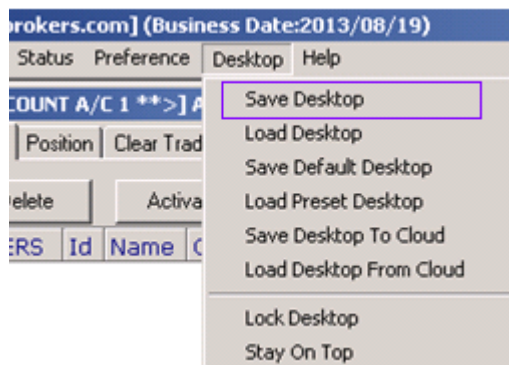 brokers.com] (Business Date:2013/08/19)
Status Preference Desktop Help
COUNT A/C 1 **>] A
Save Desktop
Position Clear Trad
Load Desktop
Save Default Desktop
elete Activa
Load Preset Desktop
ERS Id Name
Save Desktop To Cloud
Load Desktop From Cloud
Lock Desktop
Stay On Top